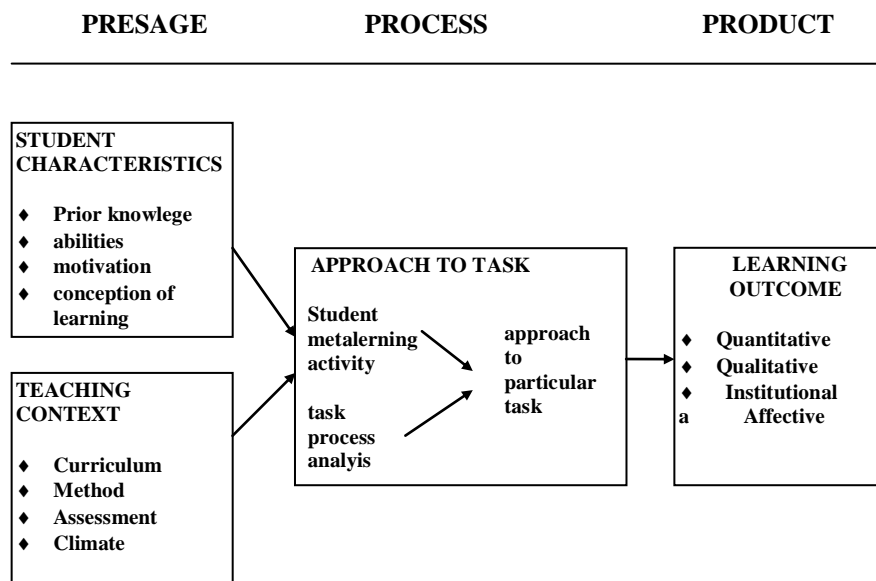 PRESAGE PROCESS PRODUCT
STUDENT
CHARACTERISTICS
♦ Prior knowlege
♦ abilities
♦ motivation
♦ conception of
learning
TEACHING
CONTEXT
♦ Curriculum
♦ Method
♦ Assessment
♦ Climate
APPROACH TO TASK
Student
metalerning
activity
task
process
analyis
approach
to
particular
task
LEARNING
OUTCOME
♦ Quantitative
♦ Qualitative
♦ Institutional
a Affective